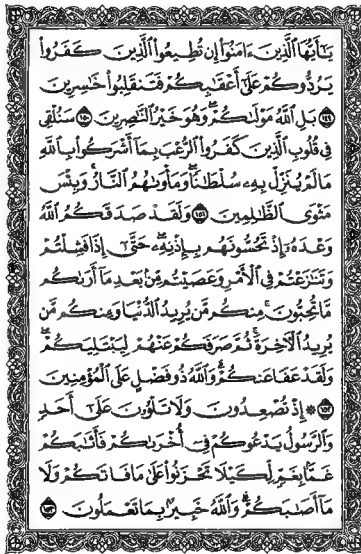 يَٰٓأَيُّهَا ٱلَّذِينَ ءَامَنُوٓا۟ إِن تُطِيعُوا۟ ٱلَّذِينَ كَفَرُوا۟
يَرُدُّوكُمْ عَلَىٰٓ أَعْقَٰبِكُمْ فَتَنقَلِبُوا۟ خَٰسِرِينَ
۝١٤٩ بَلِ ٱللَّهُ مَوْلَىٰكُمْ ۖ وَهُوَ خَيْرُ ٱلنَّٰصِرِينَ ۝١٥٠ سَنُلْقِى
فِى قُلُوبِ ٱلَّذِينَ كَفَرُوا۟ ٱلرُّعْبَ بِمَآ أَشْرَكُوا۟ بِٱللَّهِ
مَا لَمْ يُنَزِّلْ بِهِۦ سُلْطَٰنًا ۖ وَمَأْوَىٰهُمُ ٱلنَّارُ ۚ وَبِئْسَ
مَثْوَى ٱلظَّٰلِمِينَ ۝١٥١ وَلَقَدْ صَدَقَكُمُ ٱللَّهُ
وَعْدَهُۥٓ إِذْ تَحُسُّونَهُم بِإِذْنِهِۦ ۖ حَتَّىٰٓ إِذَا فَشِلْتُمْ
وَتَنَٰزَعْتُمْ فِى ٱلْأَمْرِ وَعَصَيْتُم مِّنۢ بَعْدِ مَآ أَرَىٰكُم
مَّا تُحِبُّونَ ۚ مِنكُم مَّن يُرِيدُ ٱلدُّنْيَا وَمِنكُم مَّن
يُرِيدُ ٱلْءَاخِرَةَ ۚ ثُمَّ صَرَفَكُمْ عَنْهُمْ لِيَبْتَلِيَكُمْ ۖ
وَلَقَدْ عَفَا عَنكُمْ ۗ وَٱللَّهُ ذُو فَضْلٍ عَلَى ٱلْمُؤْمِنِينَ
۝١٥٢ ۞ إِذْ تُصْعِدُونَ وَلَا تَلْوُۥنَ عَلَىٰٓ أَحَدٍ
وَٱلرَّسُولُ يَدْعُوكُمْ فِىٓ أُخْرَىٰكُمْ فَأَثَٰبَكُمْ
غَمًّۢا بِغَمٍّ لِّكَيْلَا تَحْزَنُوا۟ عَلَىٰ مَا فَاتَكُمْ وَلَا
مَآ أَصَٰبَكُمْ ۗ وَٱللَّهُ خَبِيرٌۢ بِمَا تَعْمَلُونَ ۝١٥٣